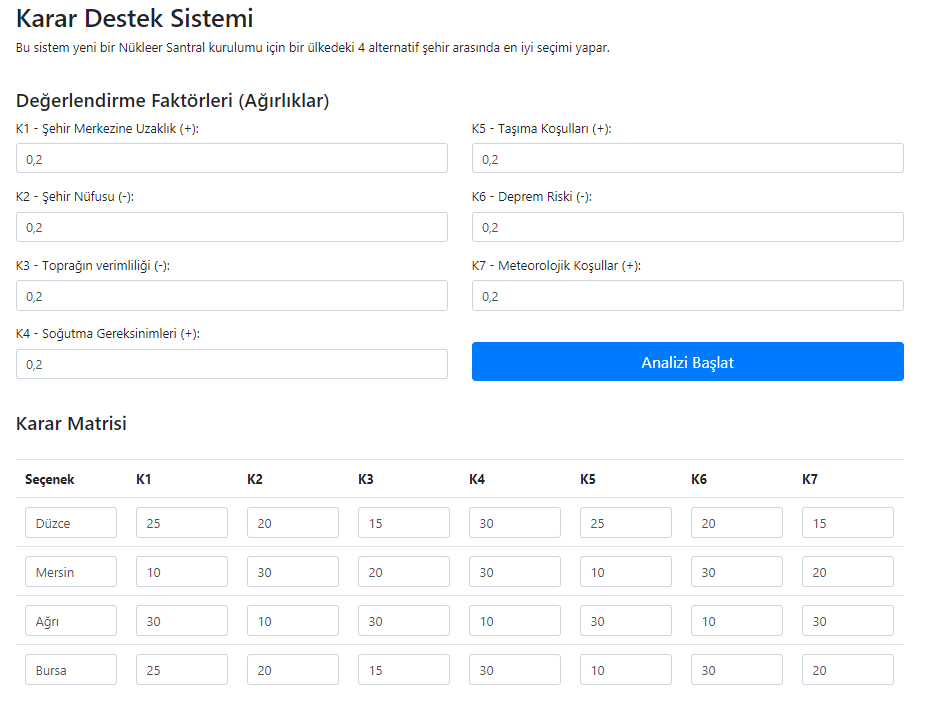 Karar Destek Sistemi
Bu sistem yeni bir Nükleer Santral kurulumu için bir ülkedeki 4 alternatif şehir arasında en iyi seçimi yapar.
Değerlendirme Faktörleri (Ağırlıklar)
K1 - Şehir Merkezine Uzaklık (+):
0,2
K2 - Şehir Nüfusu (-):
0,2
K3 - Toprağın verimliliği (-):
0,2
K4 - Soğutma Gereksinimleri (+):
0,2
K5 - Taşıma Koşulları (+):
0,2
K6 - Deprem Riski (-):
0,2
K7 - Meteorolojik Koşullar (+):
0,2
Analizi Başlat
Karar Matrisi
Seçenek K1 K2 K3 K4 K5 K6 K7
Düzce 25 20 15 30 25 20 15
Mersin 10 30 20 30 10 30 20
Ağrı 30 10 30 10 30 10 30
Bursa 25 20 15 30 10 30 20